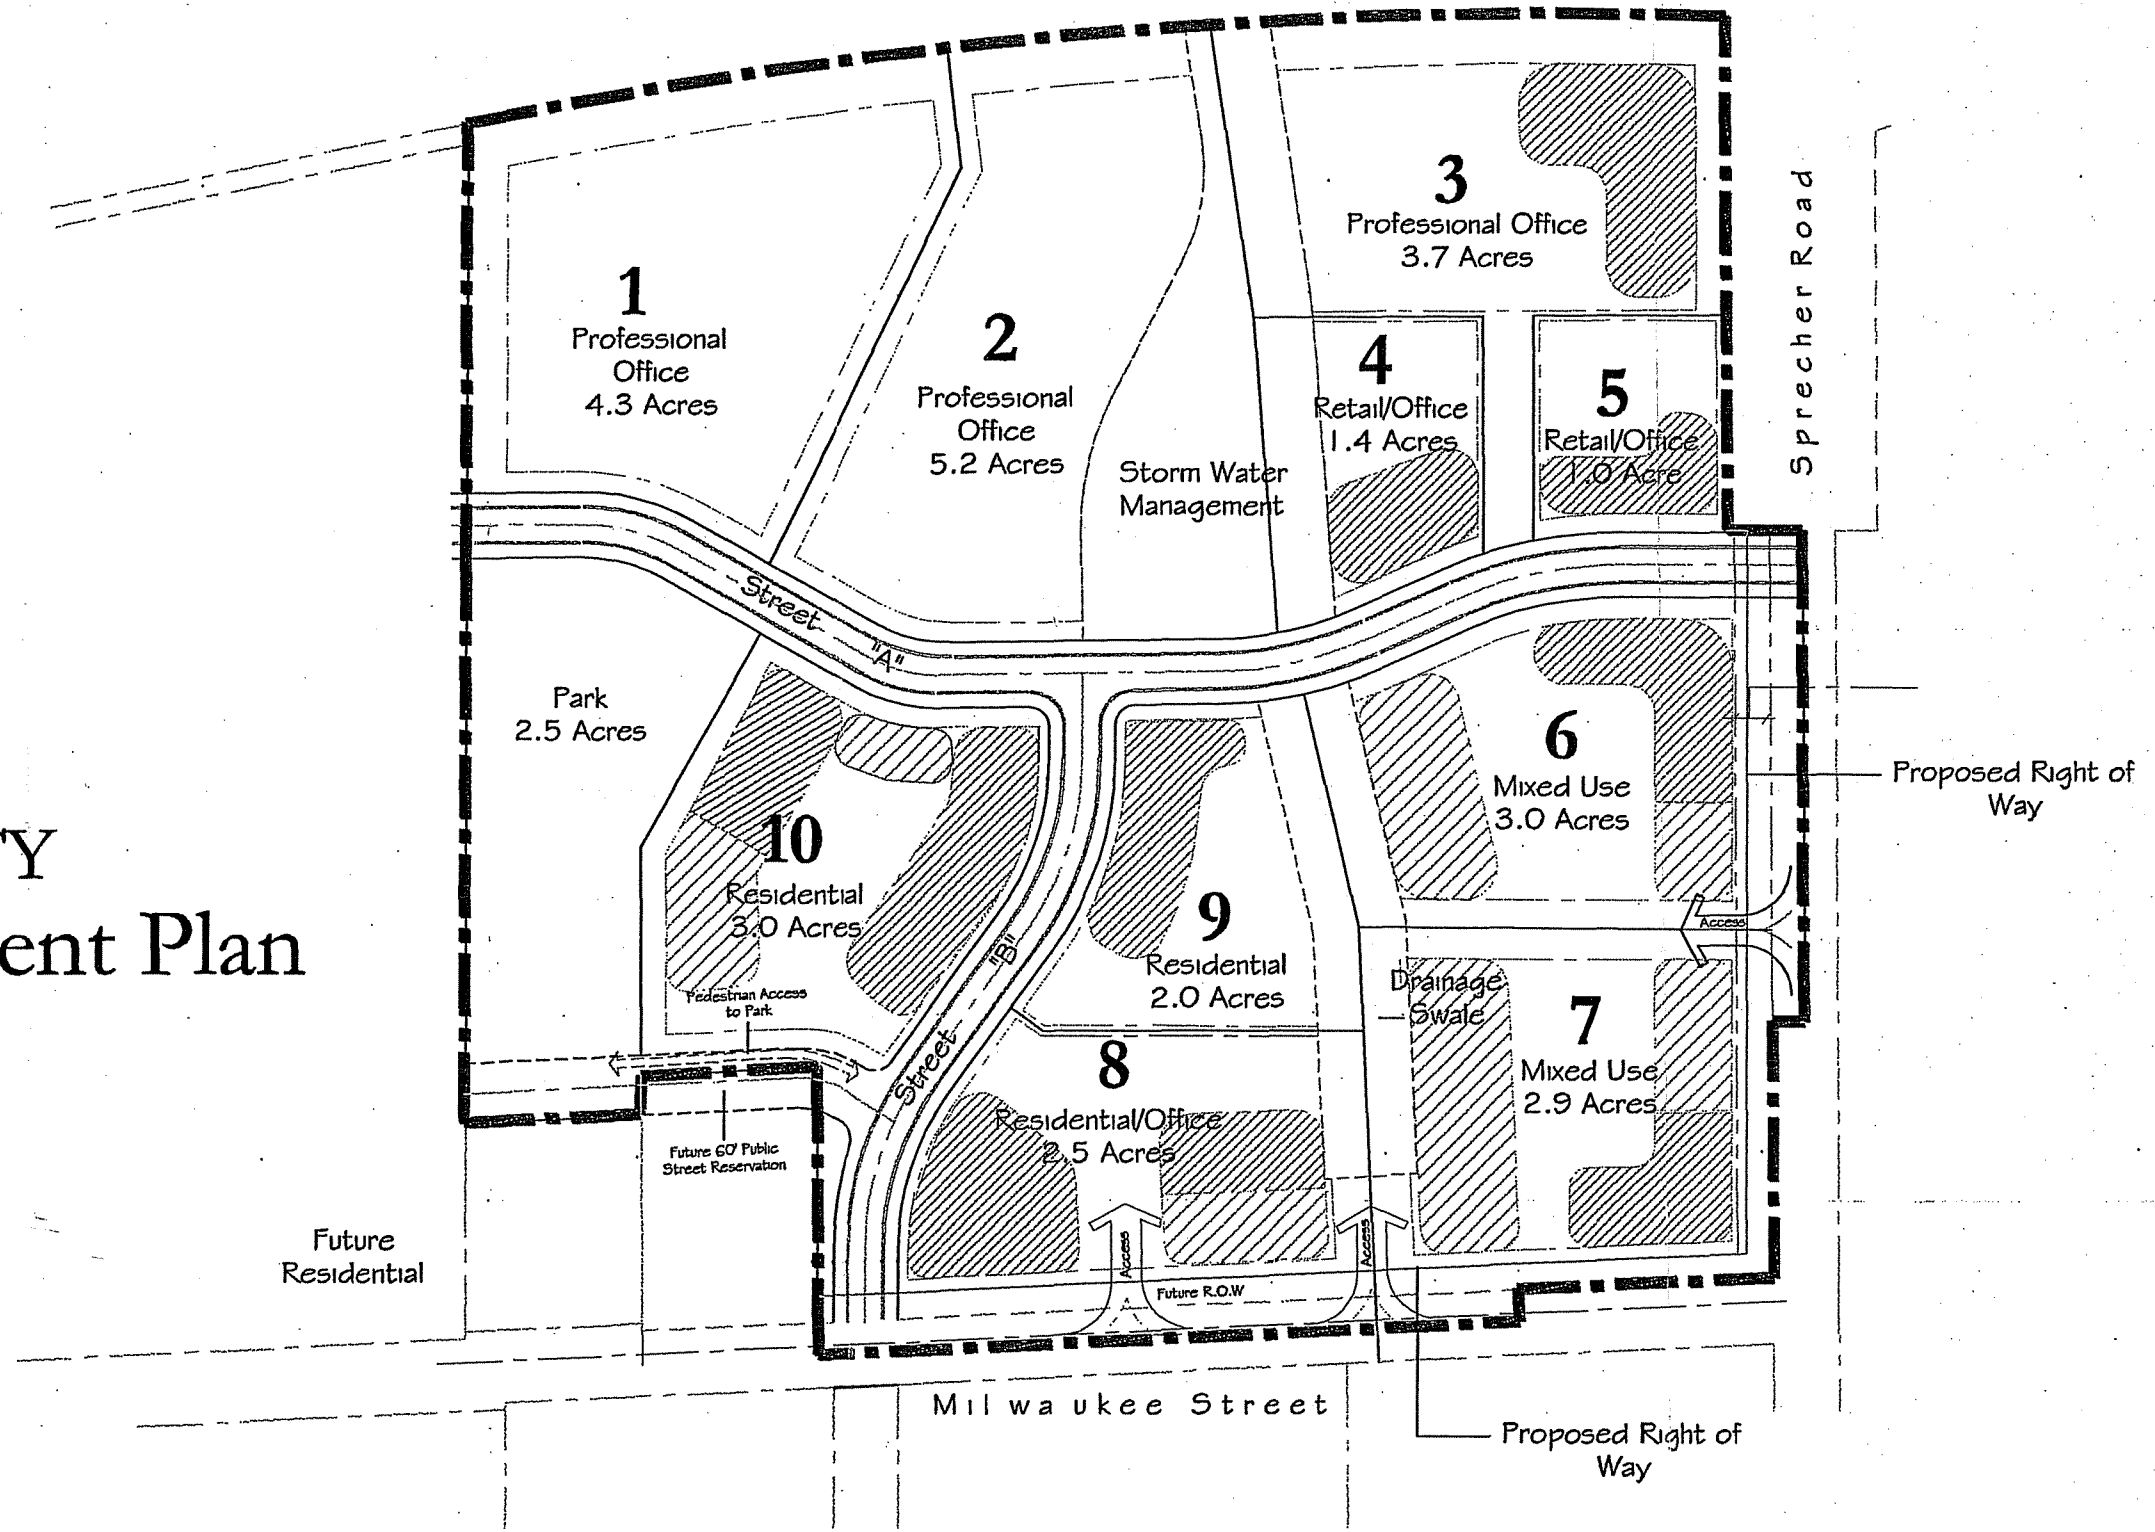 3
Professional Office
3.7 Acres
Sprecher Road
1
Professional
Office
4.3 Acres
2
Professional
Office
5.2 Acres
4
Retail/Office
1.4 Acres
5
Retail/Office
1.0 Acre
Storm Water
Management
Street "A"
Park
2.5 Acres
6
Mixed Use
3.0 Acres
Proposed Right of
Way
TY
ent Plan
10
Residential
3.0 Acres
9
Residential
2.0 Acres
Access
Street "B"
Pedestrian Access
to Park
Drainage
Swale
7
Mixed Use
2.9 Acres
8
Residential/Office
2.5 Acres
Future 60' Public
Street Reservation
Future
Residential
Access
Access
Future R.O.W
Milwaukee Street
Proposed Right of
Way